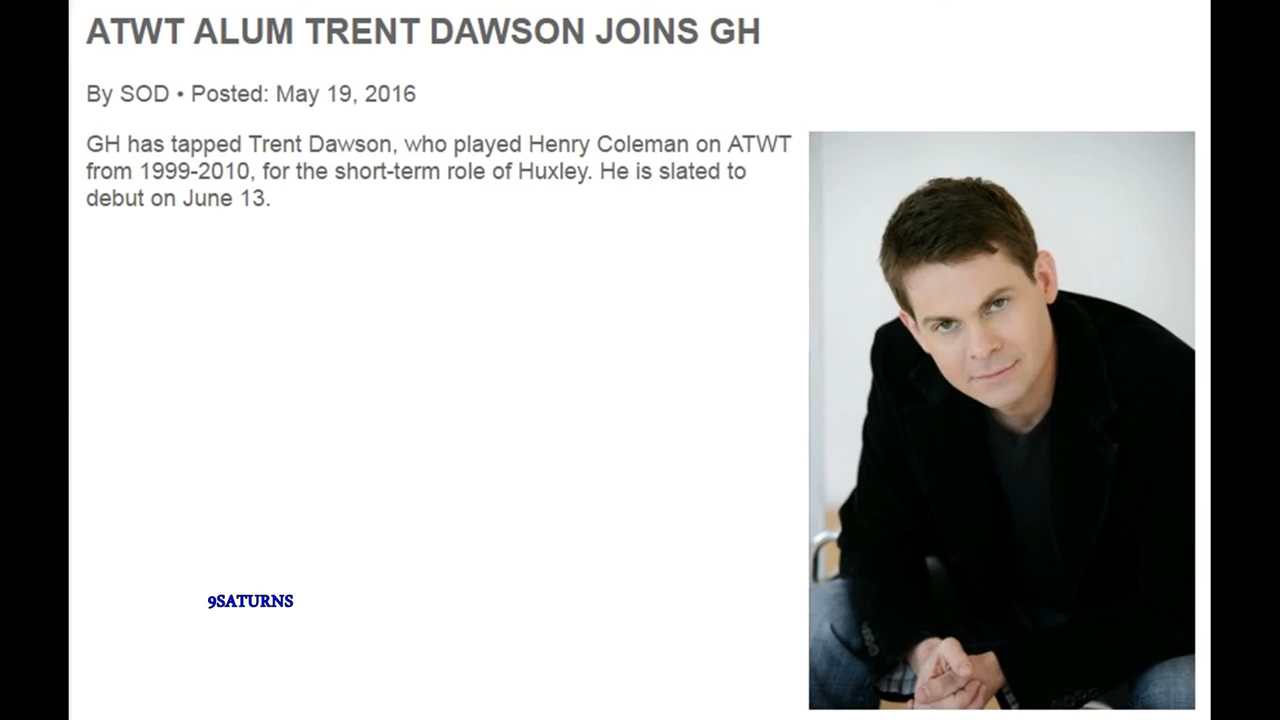 ATWT ALUM TRENT DAWSON JOINS GH
By SOD • Posted: May 19, 2016
GH has tapped Trent Dawson, who played Henry Coleman on ATWT
from 1999-2010, for the short-term role of Huxley. He is slated to
debut on June 13.
9SATURNS